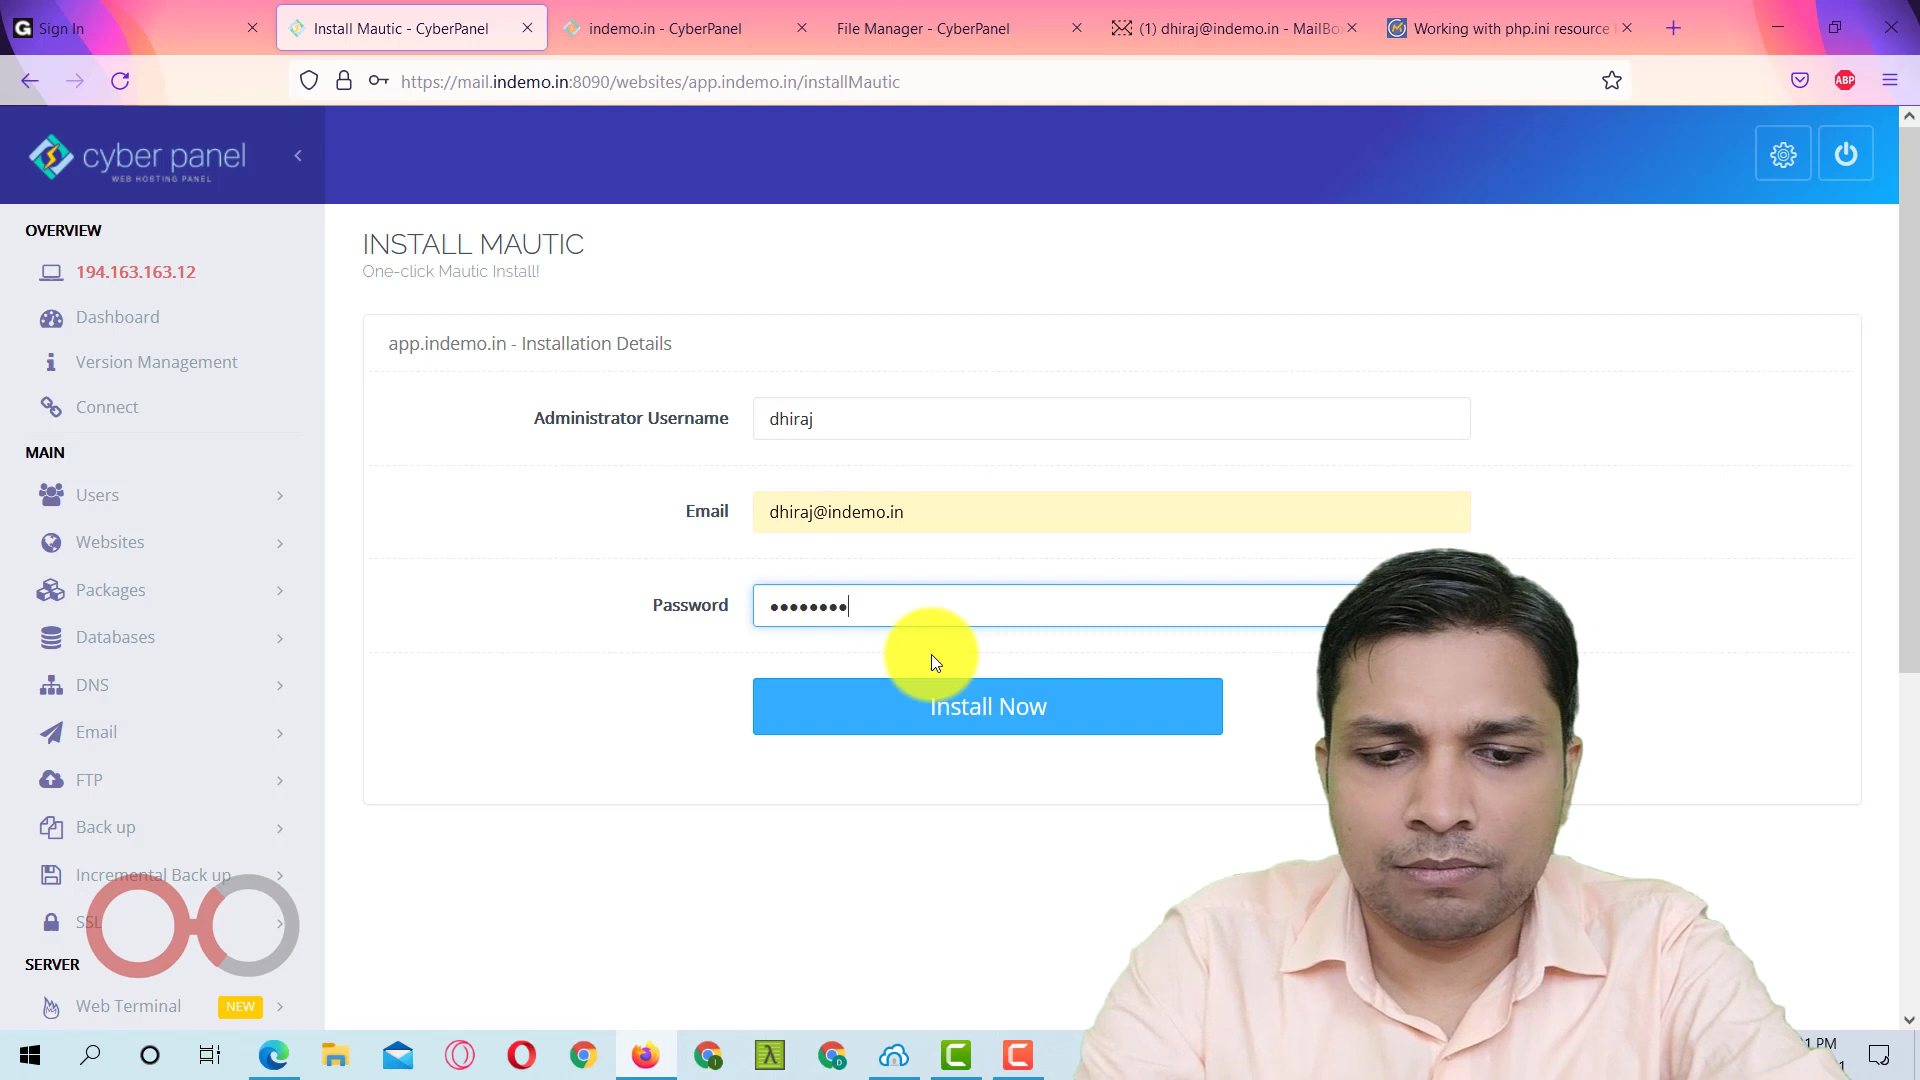 Sign In
Install Mautic - CyberPanel
indemo.in - CyberPanel
File Manager - CyberPanel
(1) dhiraj@indemo.in - MailBo
Working with php.ini resource
https://mail.indemo.in:8090/websites/app.indemo.in/installMautic
ABP
cyber panel
WEB HOSTING PANEL
OVERVIEW
194.163.163.12
Dashboard
Version Management
Connect
MAIN
Users
Websites
Packages
Databases
DNS
Email
FTP
Back up
Incremental Back up
SSL
SERVER
Web Terminal NEW
INSTALL MAUTIC
One-click Mautic Install!
app.indemo.in - Installation Details
Administrator Username dhiraj
Email dhiraj@indemo.in
Password
Install Now
1 PM
1